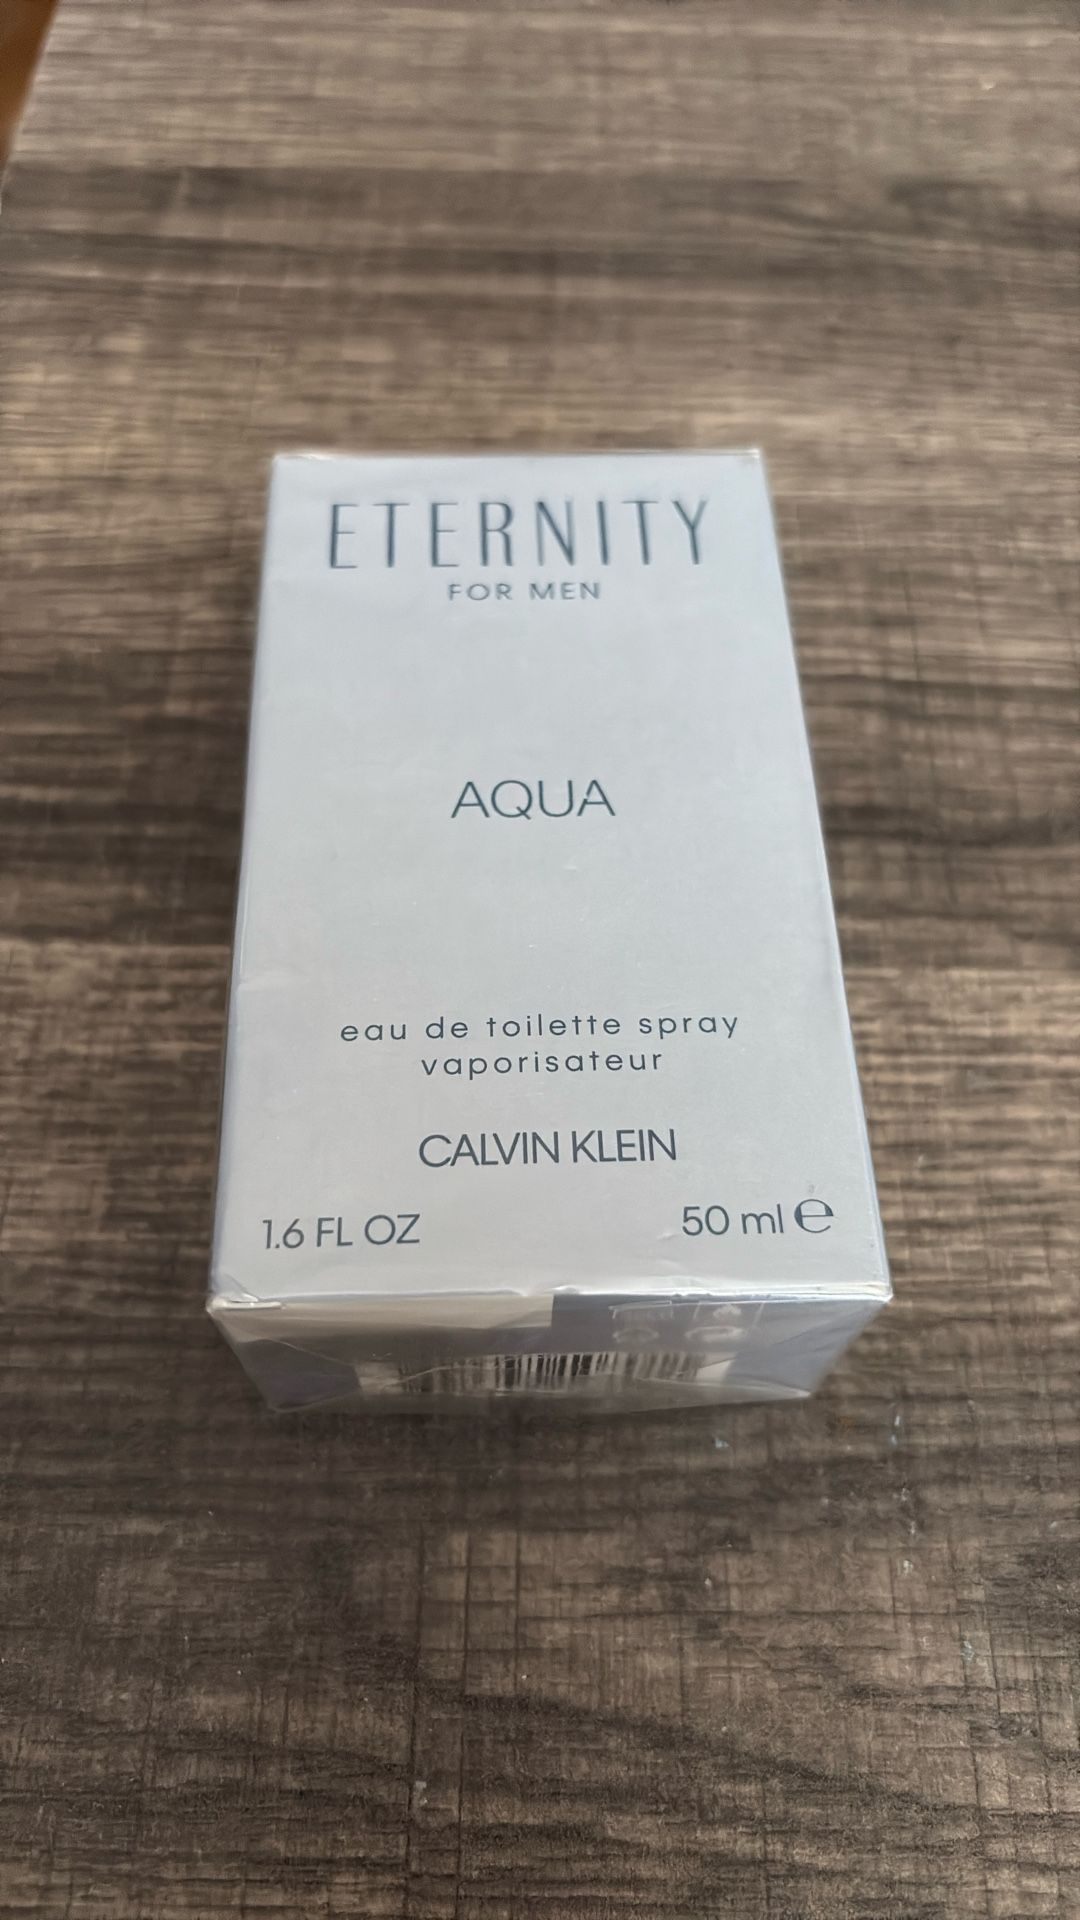 ETERNITY
FOR MEN
AQUA
eau de toilette spray
vaporisateur
CALVIN KLEIN
1.6 FL OZ 50 ml ℮